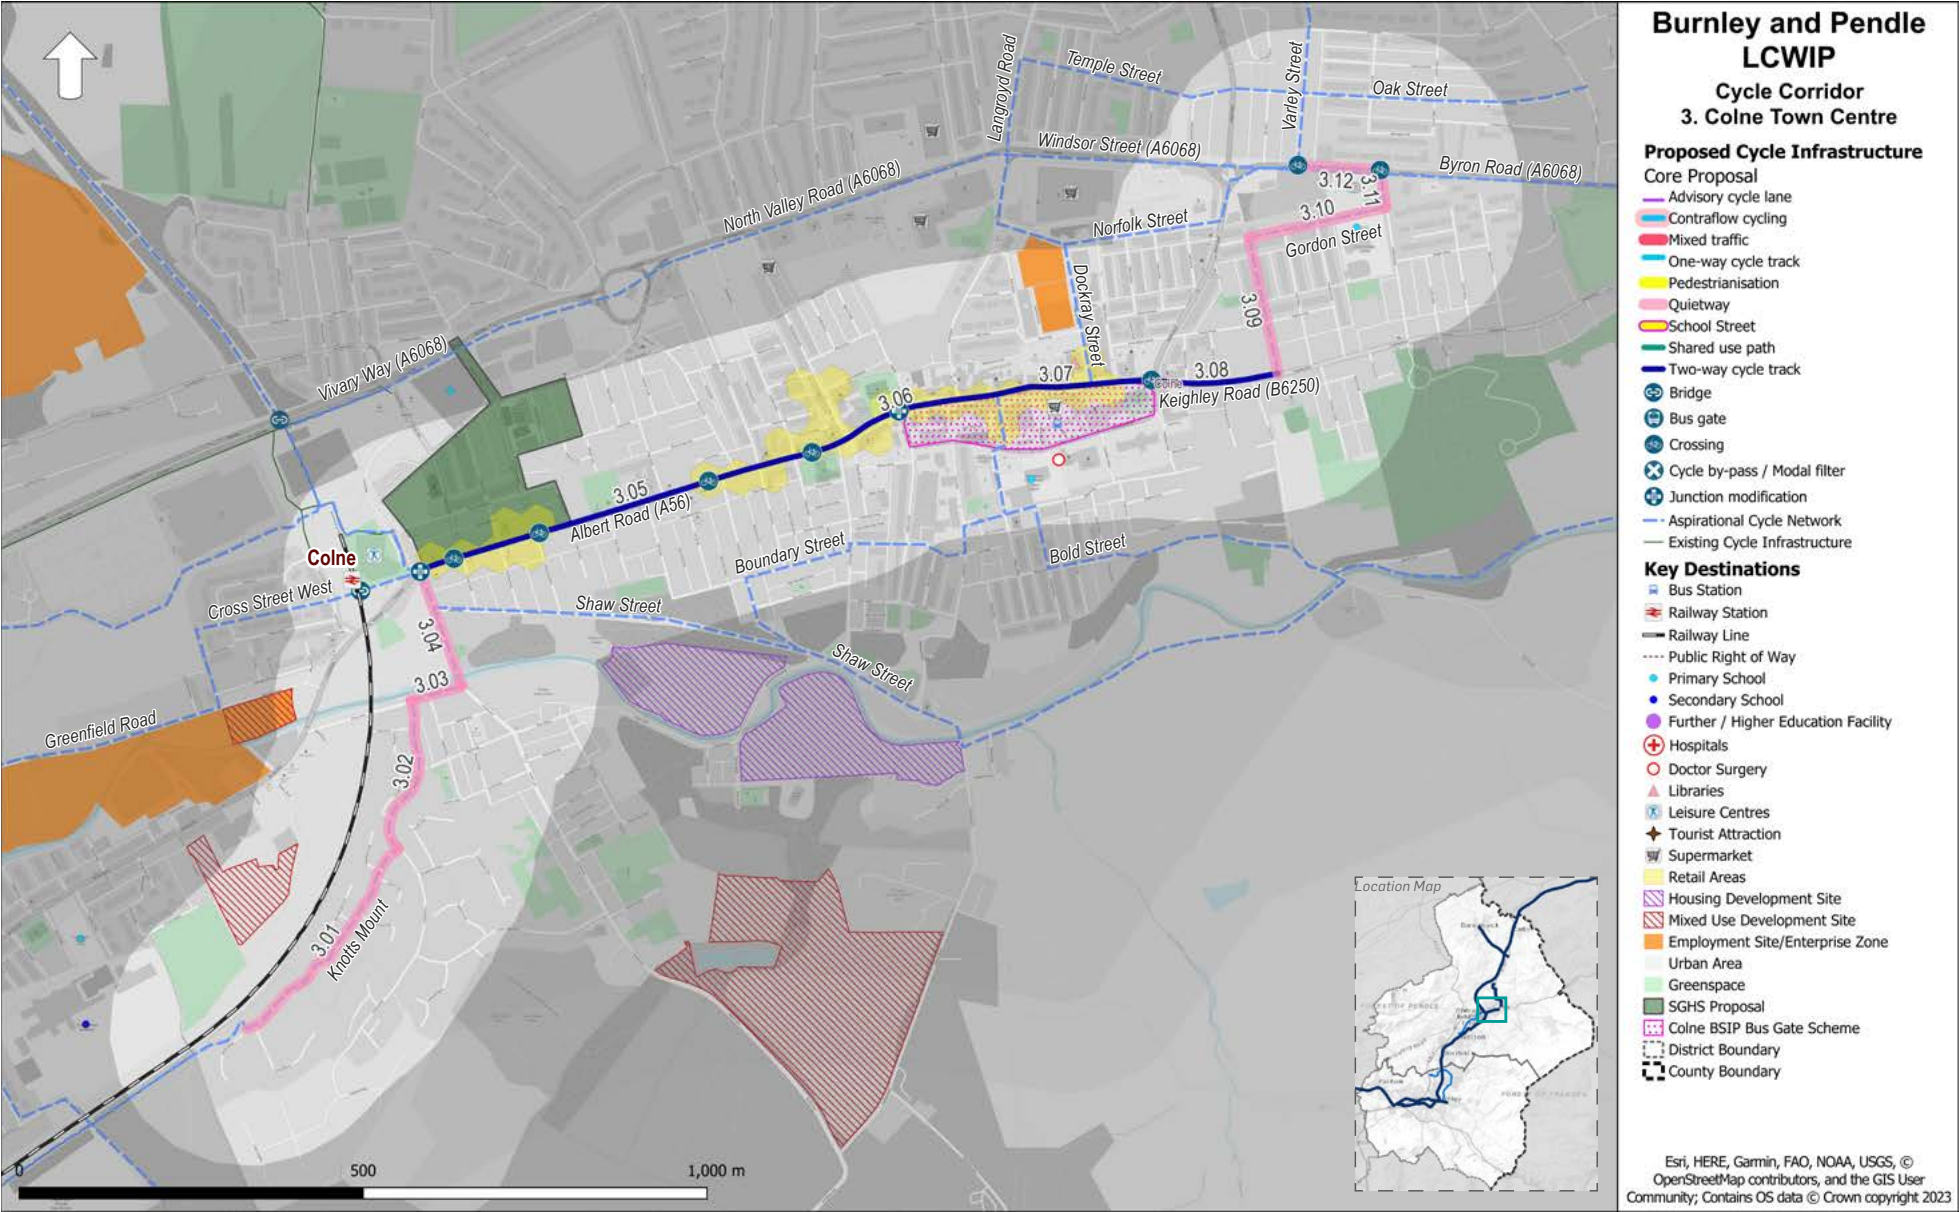 Burnley and Pendle
LCWIP
Cycle Corridor
3. Colne Town Centre
Proposed Cycle Infrastructure
Core Proposal
Advisory cycle lane
Contraflow cycling
Mixed traffic
One-way cycle track
Pedestrianisation
Quietway
School Street
Shared use path
Two-way cycle track
Bridge
Bus gate
Crossing
Cycle by-pass / Modal filter
Junction modification
Aspirational Cycle Network
Existing Cycle Infrastructure
Key Destinations
Bus Station
Railway Station
Railway Line
Public Right of Way
Primary School
Secondary School
Further / Higher Education Facility
Hospitals
Doctor Surgery
Libraries
Leisure Centres
Tourist Attraction
Supermarket
Retail Areas
Housing Development Site
Mixed Use Development Site
Employment Site/Enterprise Zone
Urban Area
Greenspace
SGHS Proposal
Colne BSIP Bus Gate Scheme
District Boundary
County Boundary
Esri, HERE, Garmin, FAO, NOAA, USGS, ©
OpenStreetMap contributors, and the GIS User
Community; Contains OS data © Crown copyright 2023
Langroyd Road
Temple Street
Varley Street
Oak Street
Windsor Street (A6068)
Byron Road (A6068)
3.12
3.11
3.10
North Valley Road (A6068)
Norfolk Street
Gordon Street
Dockray Street
3.09
Vivary Way (A6068)
3.07
3.08
Colne
Keighley Road (B6250)
3.06
3.05
Albert Road (A56)
Boundary Street
Bold Street
Colne
Cross Street West
Shaw Street
3.04
Shaw Street
3.03
Greenfield Road
3.02
3.01
Knotts Mount
Location Map
0
500
1,000 m